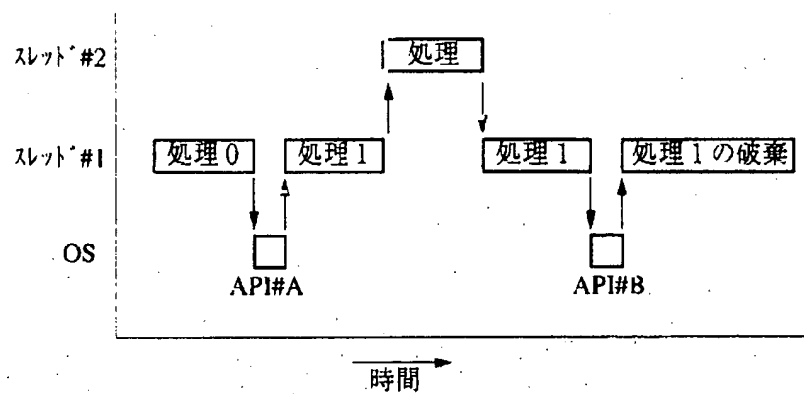 スレッド#2
処理
スレッド#1
処理0
処理1
処理1
処理1の破棄
OS
API#A
API#B
時間